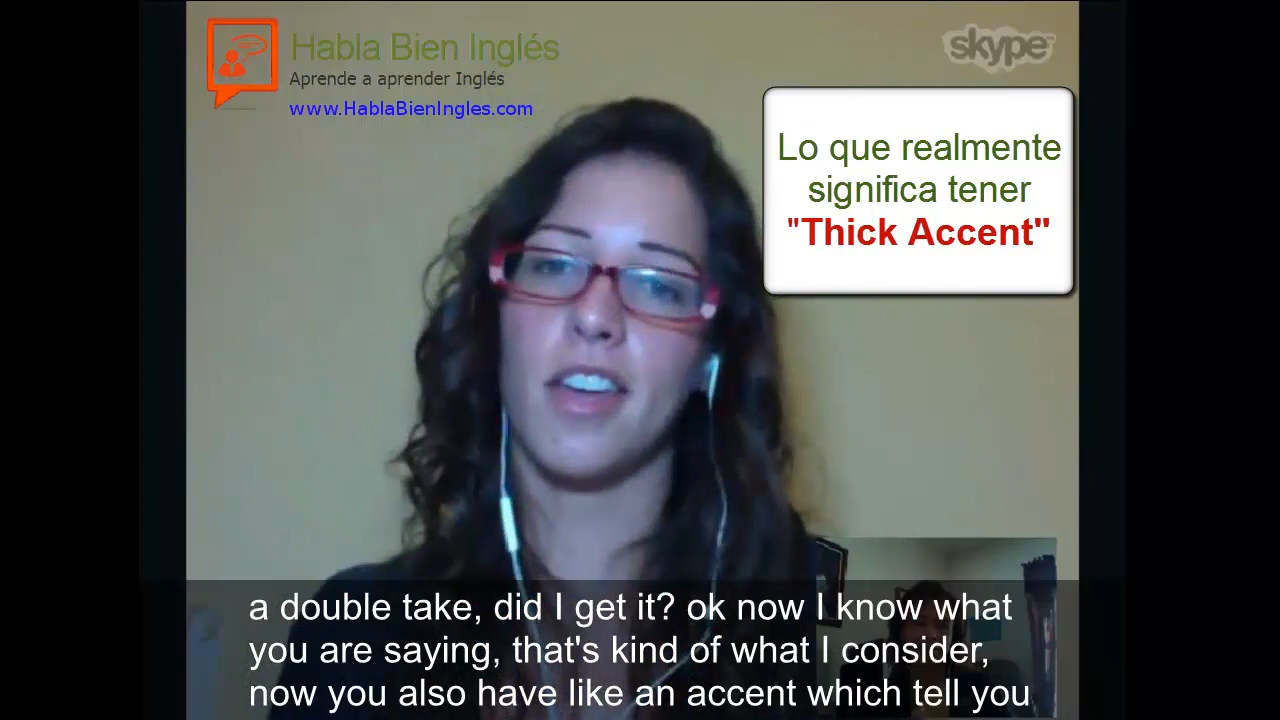 Habla Bien Inglés
Aprende a aprender Inglés
www.HablaBienIngles.com
skype™
Lo que realmente
significa tener
"Thick Accent"
a double take, did I get it? ok now I know what
you are saying, that's kind of what I consider,
now you also have like an accent which tell you